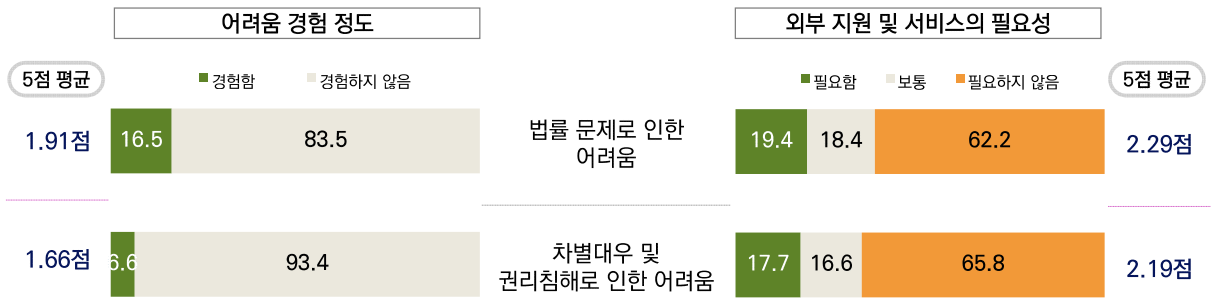 어려움 경험 정도
외부 지원 및 서비스의 필요성
5점 평균
경험함
경험하지 않음
필요함
보통
필요하지 않음
5점 평균
1.91점
16.5
83.5
법률 문제로 인한
어려움
19.4
18.4
62.2
2.29점
1.66점
6.6
93.4
차별대우 및
권리침해로 인한 어려움
17.7
16.6
65.8
2.19점